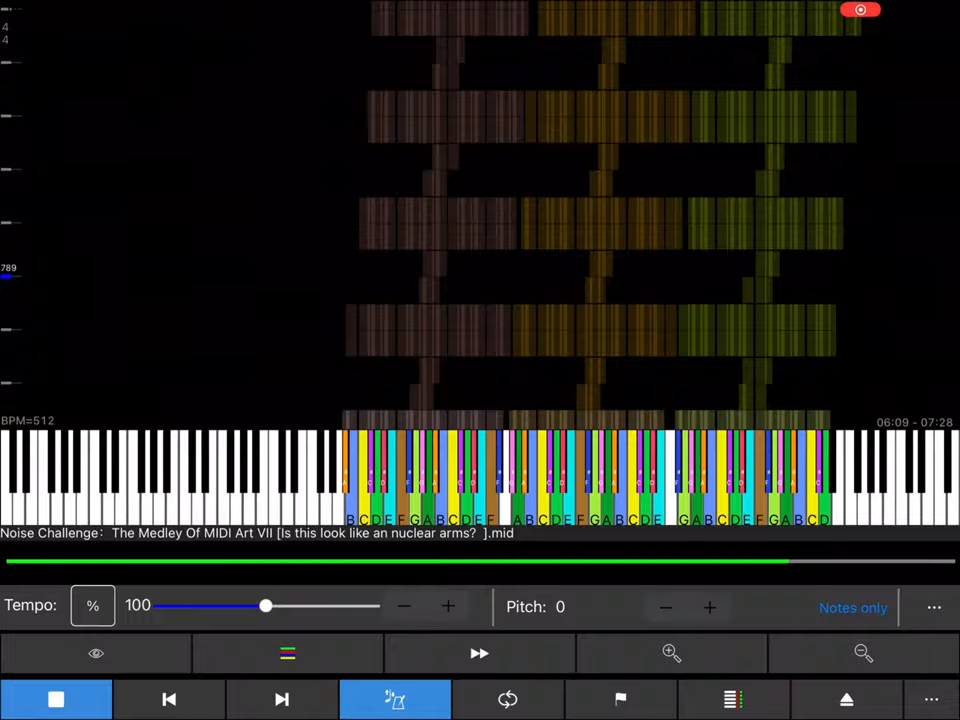 4
4
789
BPM=512
06:09 - 07:28
B C D E F G A B C D E F A B C D E F G A B C D E G A B C D E F G A B C D
Noise Challenge： The Medley Of MIDI Art VII [Is this look like an nuclear arms? ].mid
Tempo: % 100 − + Pitch: 0 − + Notes only ...
...